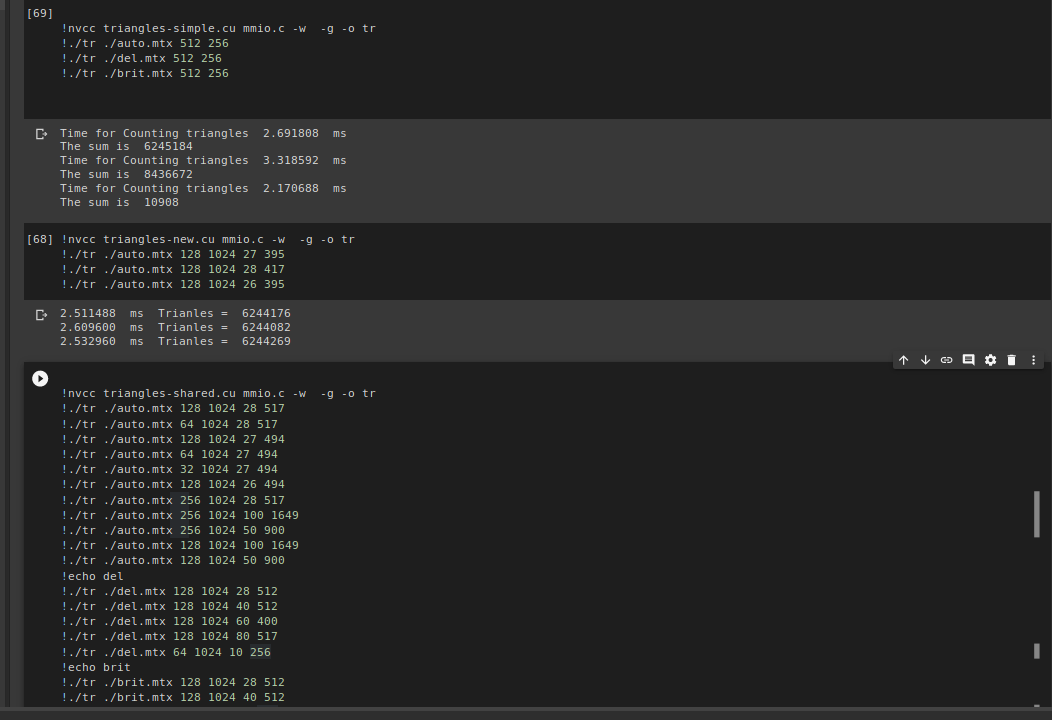 [69]
!nvcc triangles-simple.cu mmio.c -w  -g -o tr
!./tr ./auto.mtx 512 256
!./tr ./del.mtx 512 256
!./tr ./brit.mtx 512 256
Time for Counting triangles  2.691808  ms
The sum is  6245184
Time for Counting triangles  3.318592  ms
The sum is  8436672
Time for Counting triangles  2.170688  ms
The sum is  10908
[68] !nvcc triangles-new.cu mmio.c -w  -g -o tr
!./tr ./auto.mtx 128 1024 27 395
!./tr ./auto.mtx 128 1024 28 417
!./tr ./auto.mtx 128 1024 26 395
2.511488  ms  Trianles =  6244176
2.609600  ms  Trianles =  6244082
2.532960  ms  Trianles =  6244269
!nvcc triangles-shared.cu mmio.c -w  -g -o tr
!./tr ./auto.mtx 128 1024 28 517
!./tr ./auto.mtx 64 1024 28 517
!./tr ./auto.mtx 128 1024 27 494
!./tr ./auto.mtx 64 1024 27 494
!./tr ./auto.mtx 32 1024 27 494
!./tr ./auto.mtx 128 1024 26 494
!./tr ./auto.mtx 256 1024 28 517
!./tr ./auto.mtx 256 1024 100 1649
!./tr ./auto.mtx 256 1024 50 900
!./tr ./auto.mtx 128 1024 100 1649
!./tr ./auto.mtx 128 1024 50 900
!echo del
!./tr ./del.mtx 128 1024 28 512
!./tr ./del.mtx 128 1024 40 512
!./tr ./del.mtx 128 1024 60 400
!./tr ./del.mtx 128 1024 80 517
!./tr ./del.mtx 64 1024 10 256
!echo brit
!./tr ./brit.mtx 128 1024 28 512
!./tr ./brit.mtx 128 1024 40 512